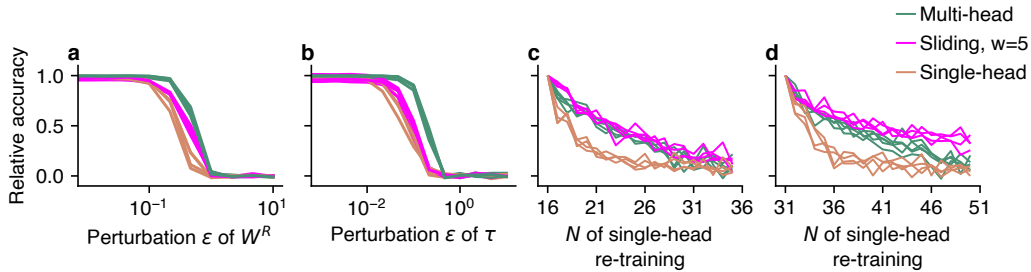 Multi-head
Sliding, w=5
Single-head
a
b
c
d
Relative accuracy
1.0
0.5
0.0
10⁻¹
10¹
Perturbation ε of Wᴿ
10⁻²
10⁰
Perturbation ε of τ
16 21 26 31 36
N of single-head
re-training
31 36 41 46 51
N of single-head
re-training